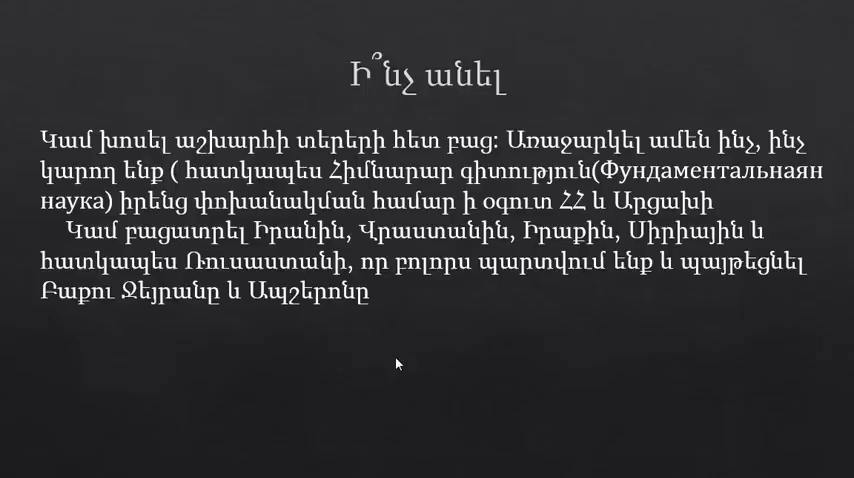 Ի՞նչ անել
Կամ խոսել աշխարհի տերերի հետ բաց: Առաջարկել ամեն ինչ, ինչ
կարող ենք ( հատկապես Հիմնարար գիտություն(Фундаментальнаян
наука) իրենց փոխանակման համար ի օգուտ ՀՀ և Արցախի
Կամ բացատրել Իրանին, Վրաստանին, Իրաքին, Սիրիային և
հատկապես Ռուսաստանի, որ բոլորս պարտվում ենք և պայթեցնել
Բաքու Ջեյրանը և Ապշերոնը